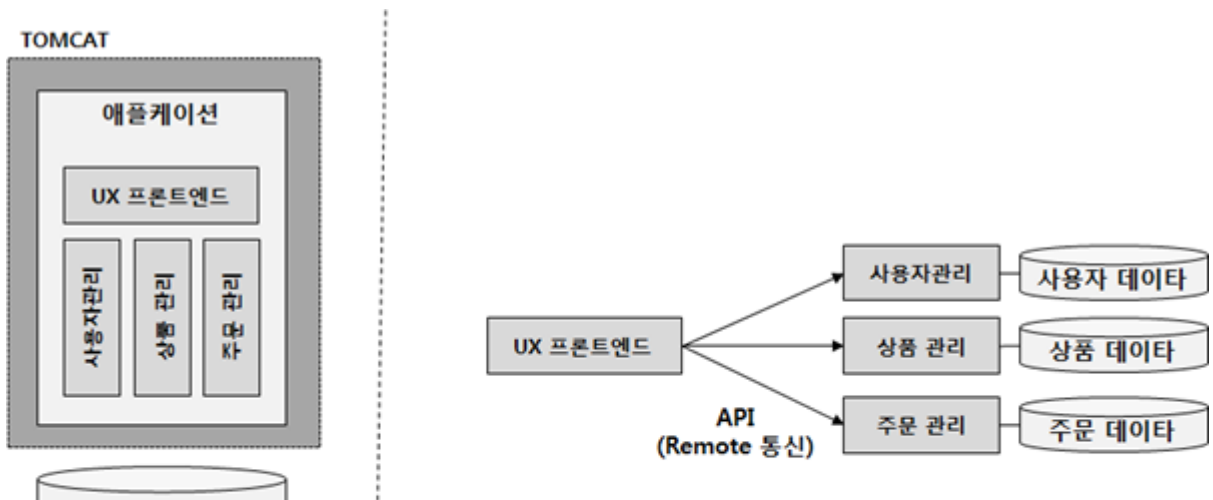 TOMCAT
애플케이션
UX 프론트엔드
사용자관리
상품 관리
주문 관리
UX 프론트엔드
API
(Remote 통신)
사용자관리
사용자 데이타
상품 관리
상품 데이타
주문 관리
주문 데이타